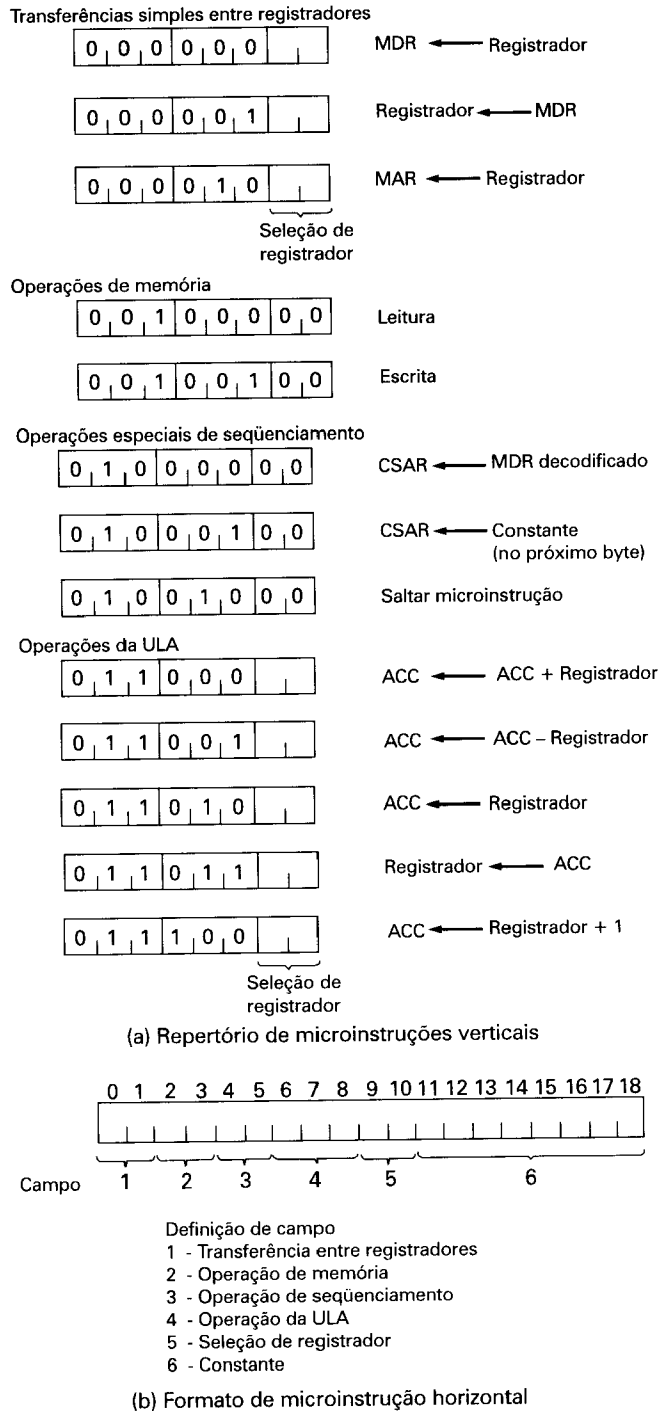 Transferências simples entre registradores
0 0 0 0 0 0 MDR ← Registrador
0 0 0 0 0 1 Registrador ← MDR
0 0 0 0 1 0 MAR ← Registrador
Seleção de
registrador
Operações de memória
0 0 1 0 0 0 0 0 Leitura
0 0 1 0 0 1 0 0 Escrita
Operações especiais de seqüenciamento
0 1 0 0 0 0 0 0 CSAR ← MDR decodificado
0 1 0 0 0 1 0 0 CSAR ← Constante
(no próximo byte)
0 1 0 0 1 0 0 0 Saltar microinstrução
Operações da ULA
0 1 1 0 0 0 ACC ← ACC + Registrador
0 1 1 0 0 1 ACC ← ACC – Registrador
0 1 1 0 1 0 ACC ← Registrador
0 1 1 0 1 1 Registrador ← ACC
0 1 1 1 0 0 ACC ← Registrador + 1
Seleção de
registrador
(a) Repertório de microinstruções verticais
0 1 2 3 4 5 6 7 8 9 10 11 12 13 14 15 16 17 18
Campo 1 2 3 4 5 6
Definição de campo
1 - Transferência entre registradores
2 - Operação de memória
3 - Operação de seqüenciamento
4 - Operação da ULA
5 - Seleção de registrador
6 - Constante
(b) Formato de microinstrução horizontal